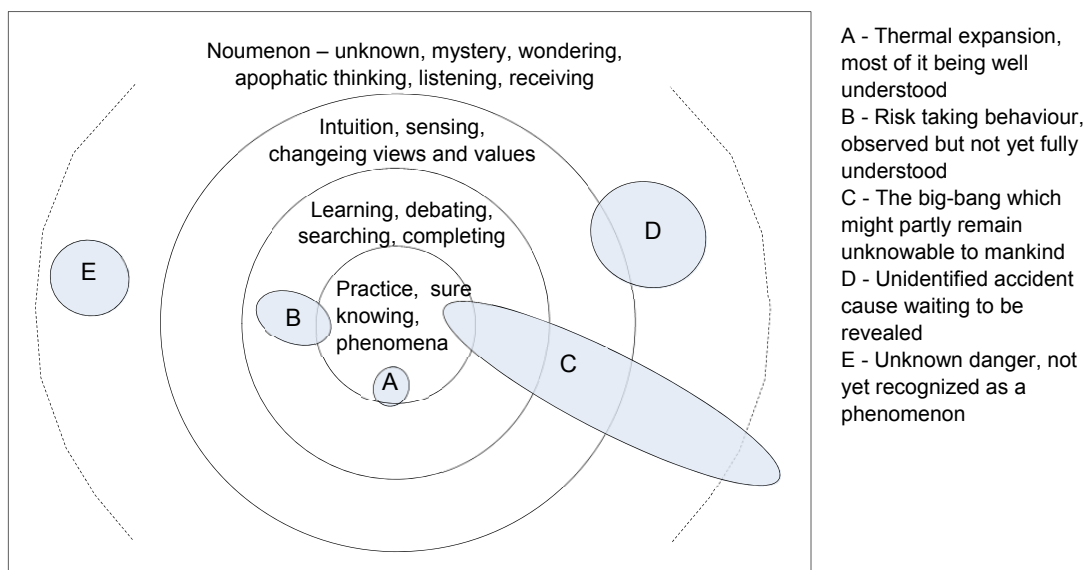 Noumenon – unknown, mystery, wondering,
apophatic thinking, listening, receiving
Intuition, sensing,
changeing views and values
Learning, debating,
searching, completing
Practice, sure
knowing,
phenomena
A
B
C
D
E
A - Thermal expansion,
most of it being well
understood
B - Risk taking behaviour,
observed but not yet fully
understood
C - The big-bang which
might partly remain
unknowable to mankind
D - Unidentified accident
cause waiting to be
revealed
E - Unknown danger, not
yet recognized as a
phenomenon